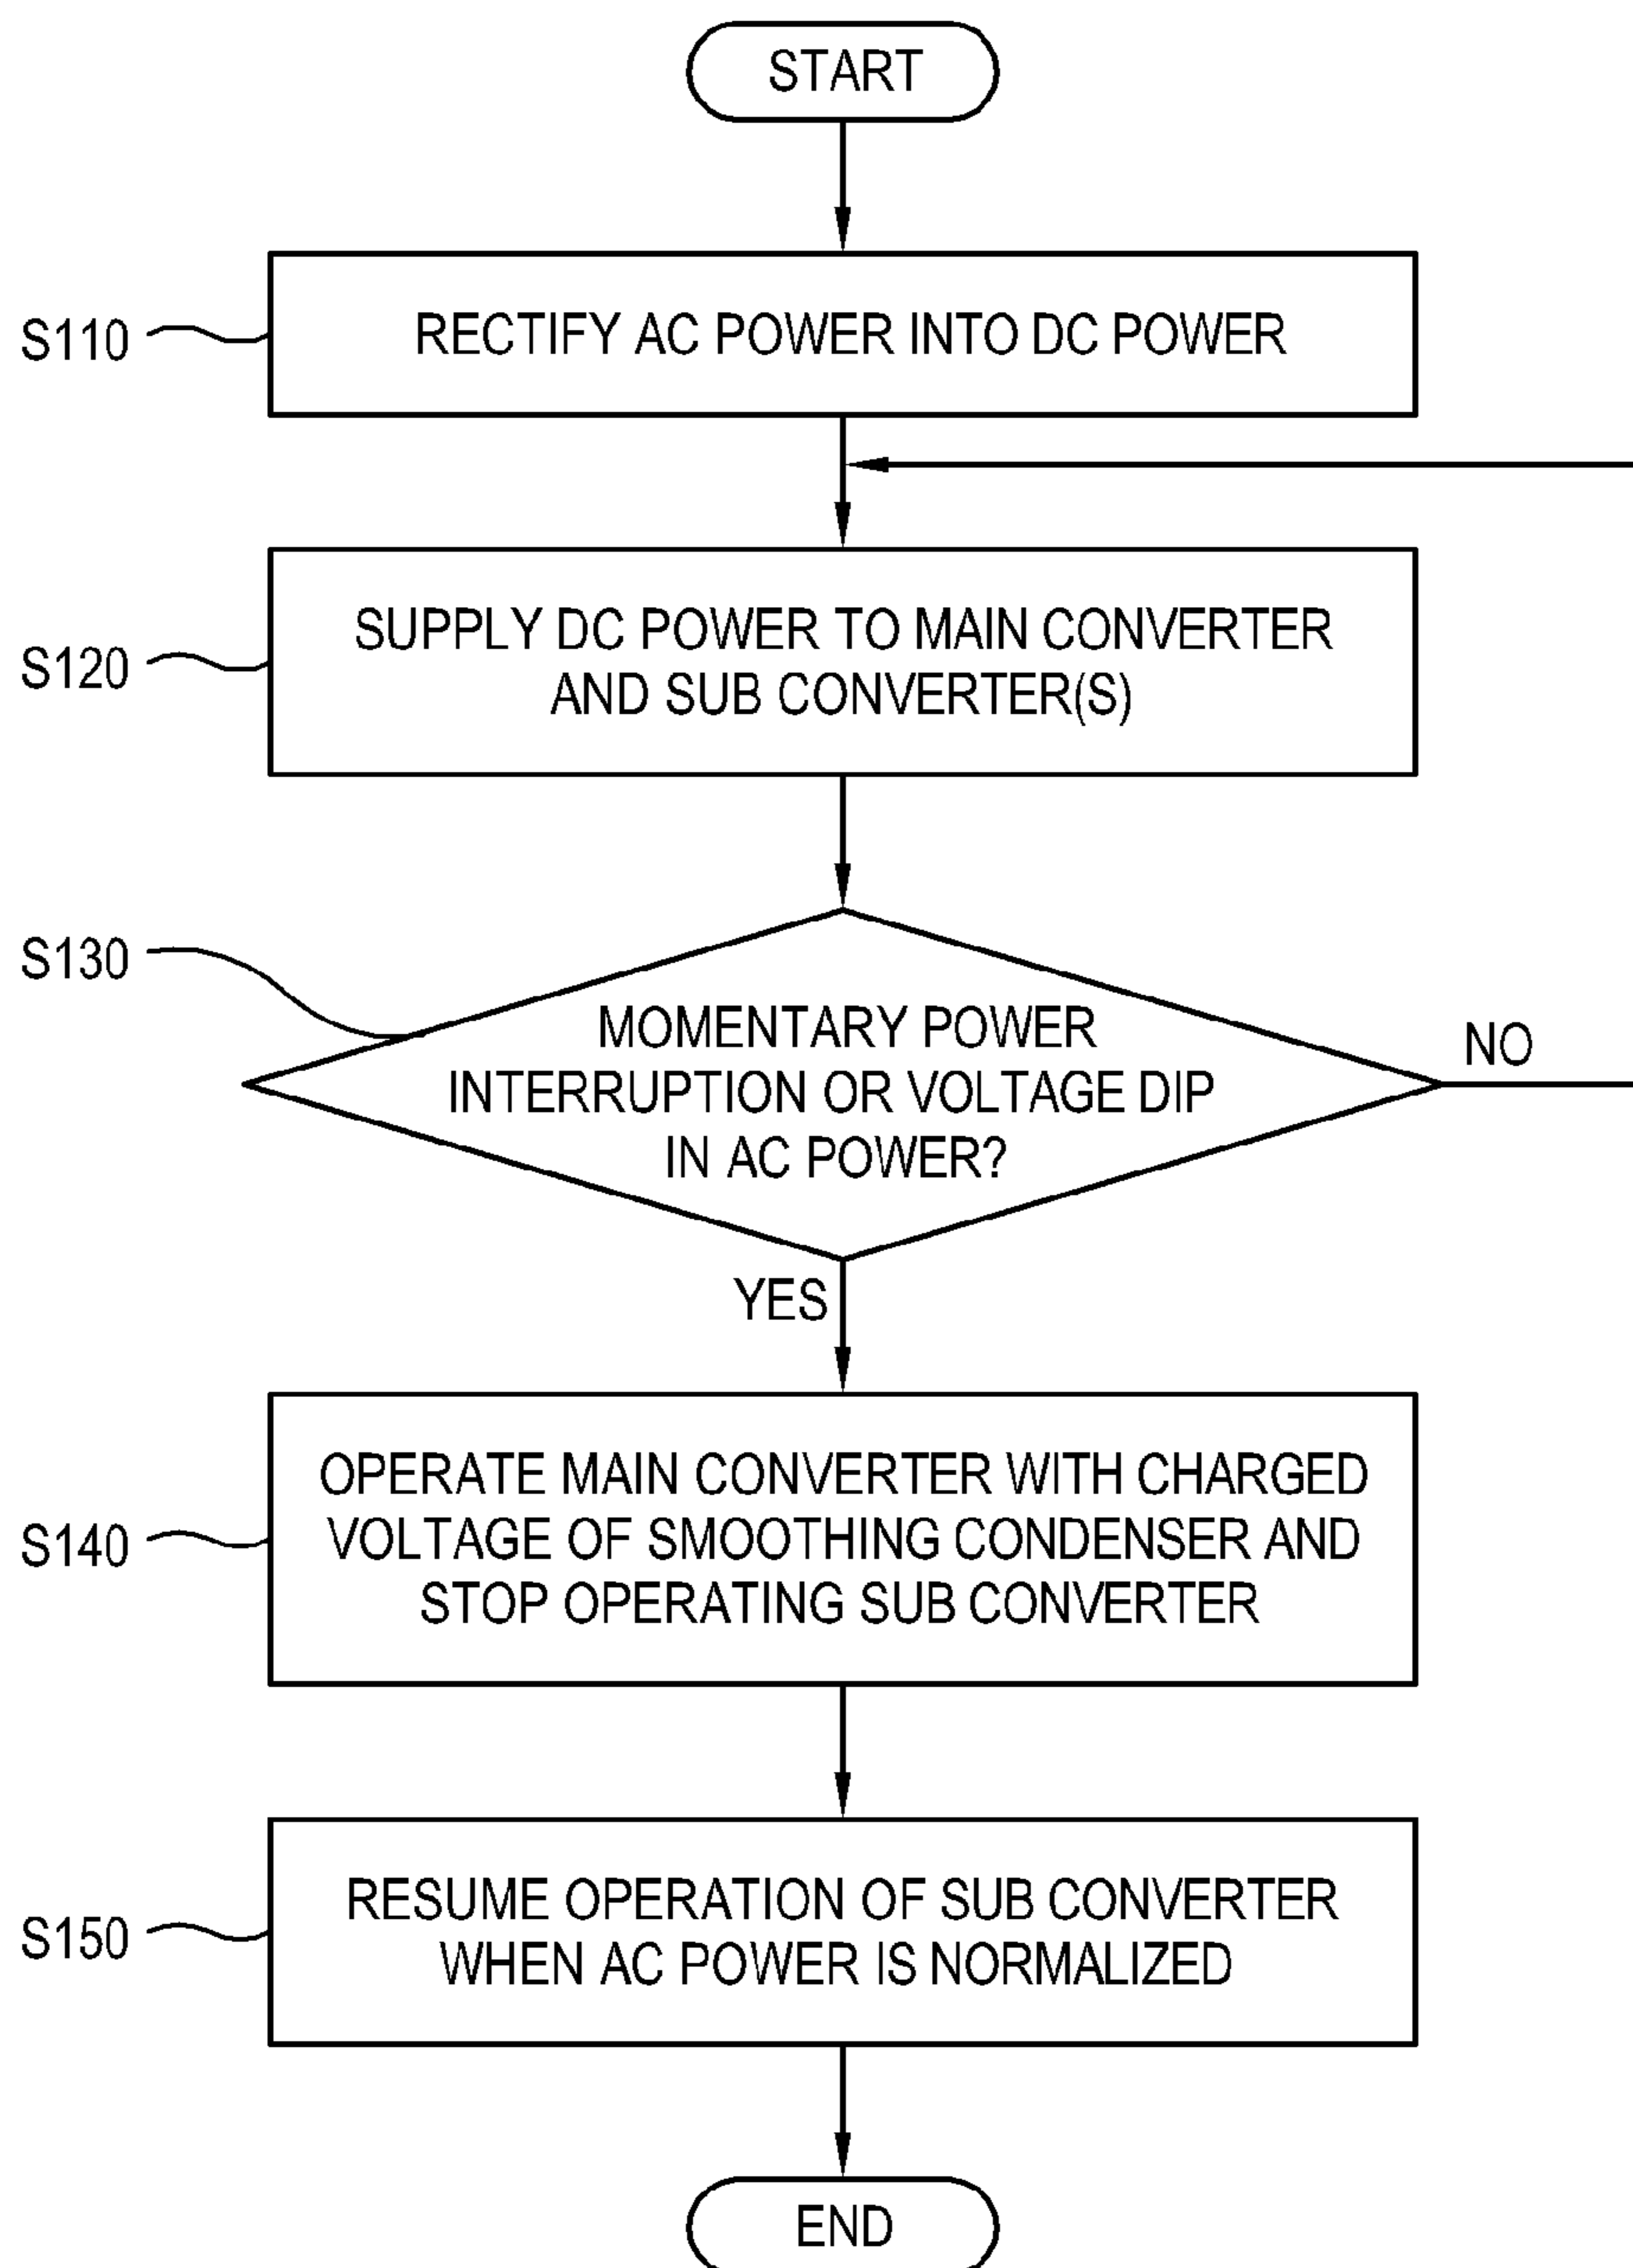 START
S110
RECTIFY AC POWER INTO DC POWER
S120
SUPPLY DC POWER TO MAIN CONVERTER
AND SUB CONVERTER(S)
S130
MOMENTARY POWER
INTERRUPTION OR VOLTAGE DIP
IN AC POWER?
NO
YES
S140
OPERATE MAIN CONVERTER WITH CHARGED
VOLTAGE OF SMOOTHING CONDENSER AND
STOP OPERATING SUB CONVERTER
S150
RESUME OPERATION OF SUB CONVERTER
WHEN AC POWER IS NORMALIZED
END